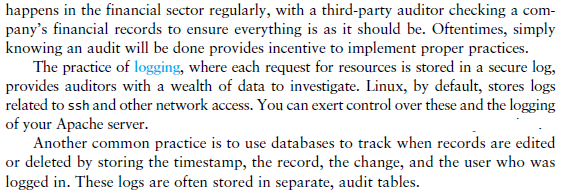 happens in the financial sector regularly, with a third-party auditor checking a com-
pany's financial records to ensure everything is as it should be. Oftentimes, simply
knowing an audit will be done provides incentive to implement proper practices.
The practice of logging, where each request for resources is stored in a secure log,
provides auditors with a wealth of data to investigate. Linux, by default, stores logs
related to ssh and other network access. You can exert control over these and the logging
of your Apache server.
Another common practice is to use databases to track when records are edited
or deleted by storing the timestamp, the record, the change, and the user who was
logged in. These logs are often stored in separate, audit tables.